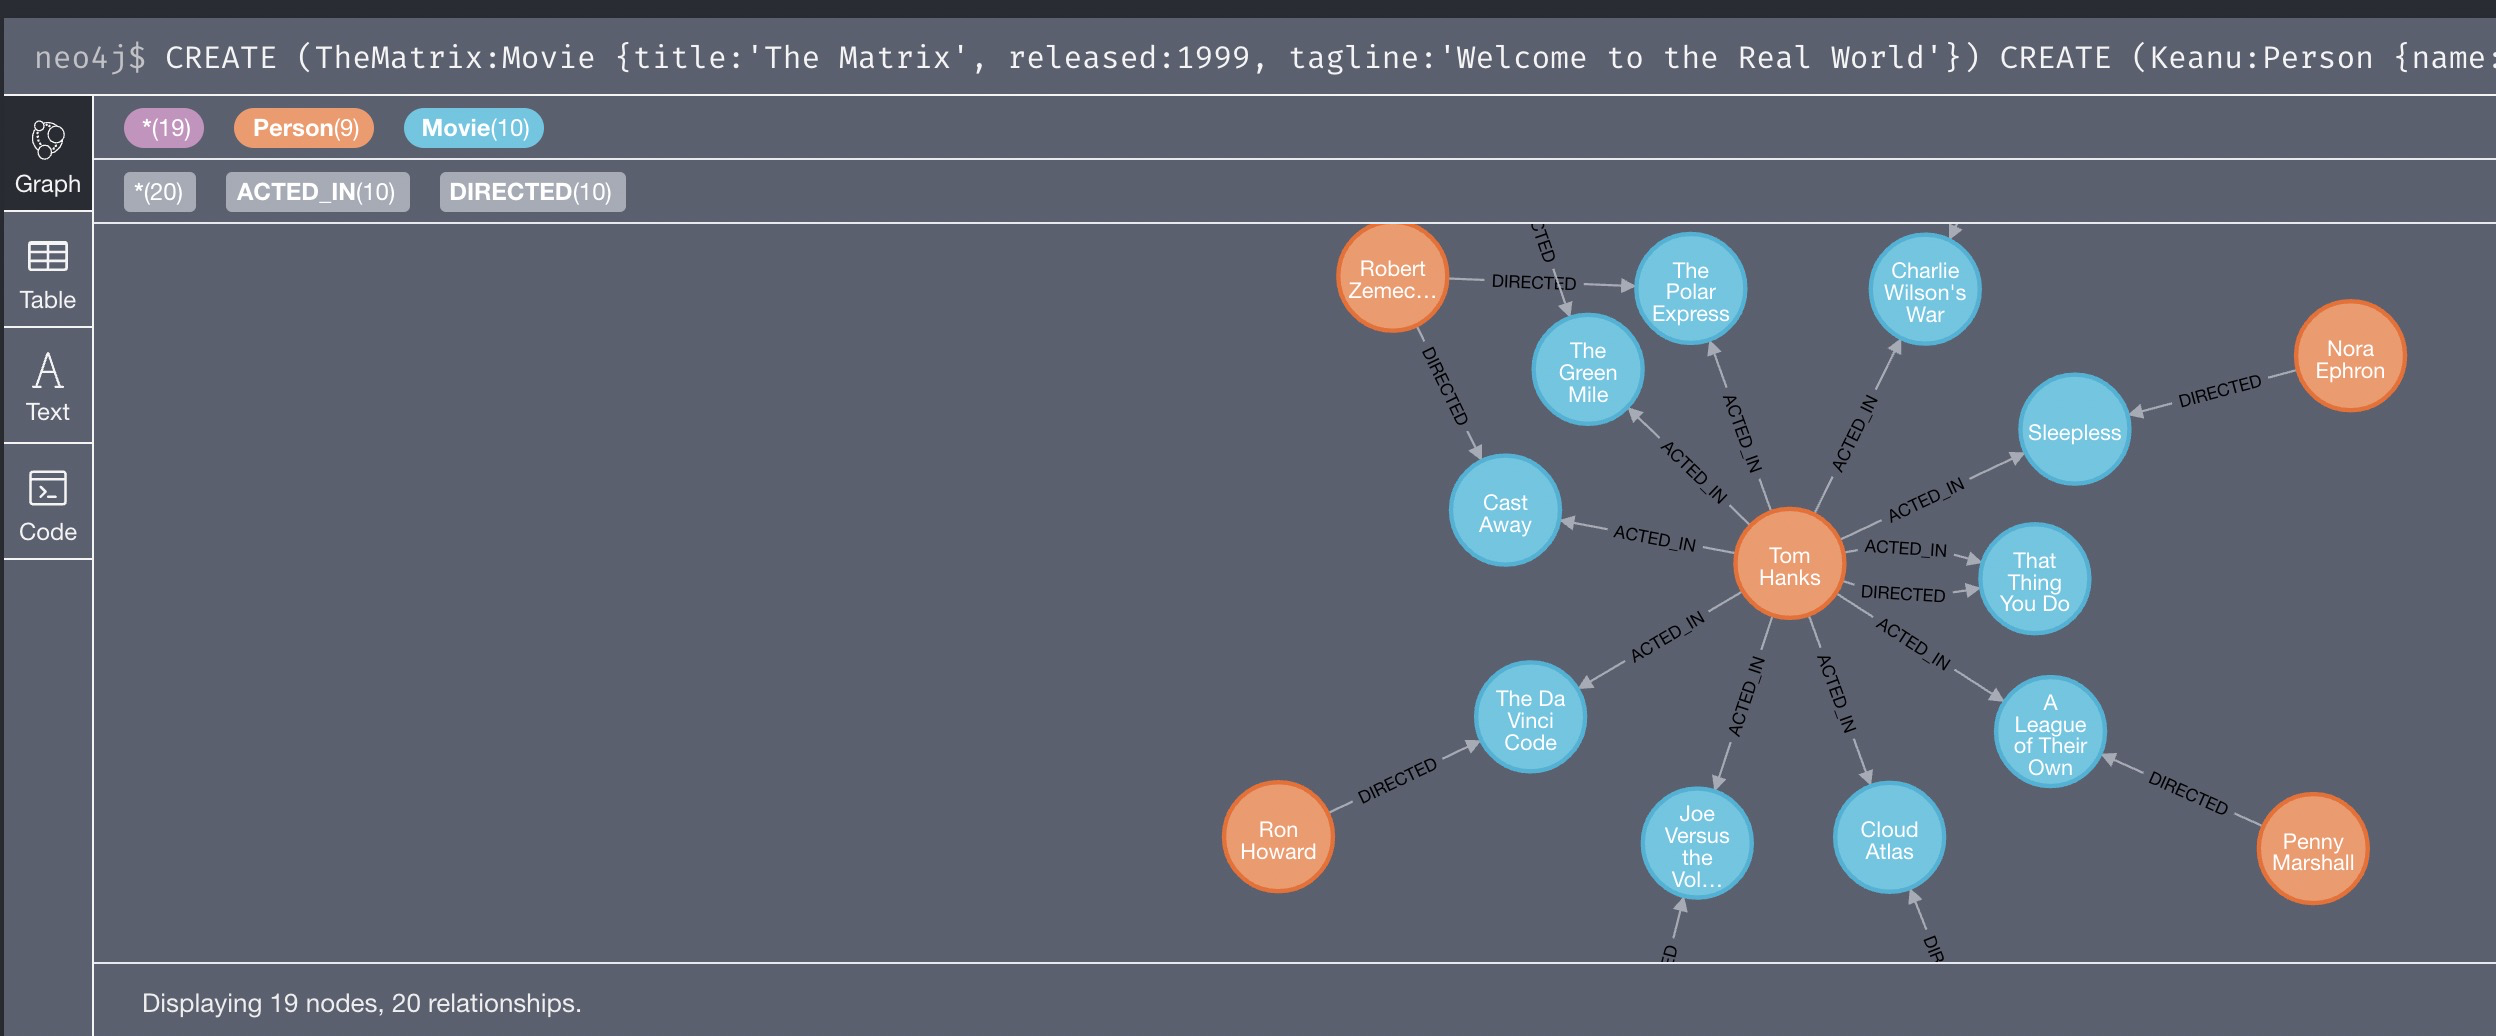 neo4j$ CREATE (TheMatrix:Movie {title:'The Matrix', released:1999, tagline:'Welcome to the Real World'}) CREATE (Keanu:Person {name:
*(19) Person(9) Movie(10)
*(20) ACTED_IN(10) DIRECTED(10)
Graph
Table
Text
Code
Robert
Zemec...
DIRECTED
CTED
The
Polar
Express
Charlie
Wilson's
War
The
Green
Mile
Nora
Ephron
DIRECTED
DIRECTED
Sleepless
ACTED_IN
ACTED_IN
ACTED_IN
ACTED_IN
Cast
Away
ACTED_IN
Tom
Hanks
ACTED_IN
DIRECTED
That
Thing
You Do
ACTED_IN
ACTED_IN
ACTED_IN
ACTED_IN
The Da
Vinci
Code
A
League
of Their
Own
DIRECTED
DIRECTED
Ron
Howard
Joe
Versus
the
Vol...
Cloud
Atlas
Penny
Marshall
ED
DIR
Displaying 19 nodes, 20 relationships.